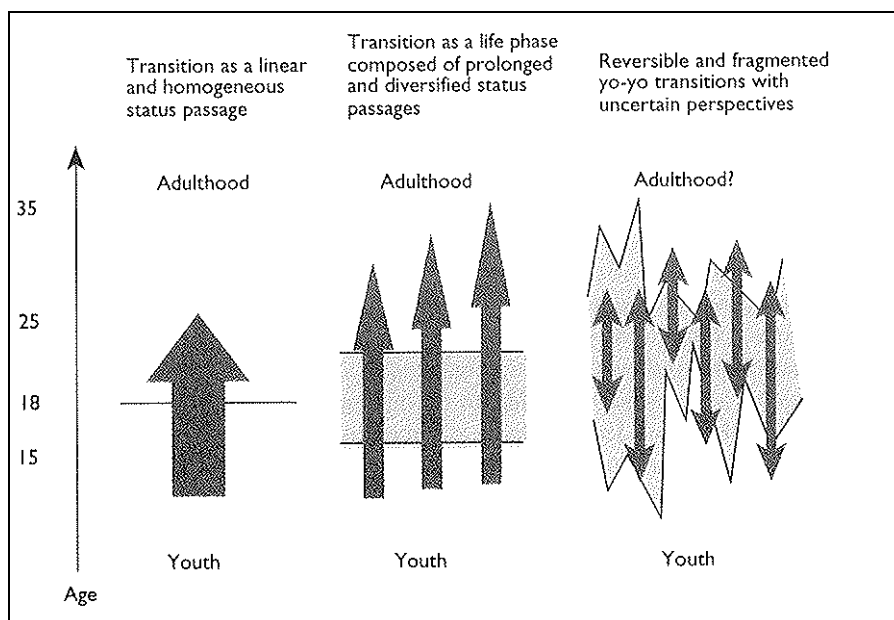 Transition as a linear
and homogeneous
status passage
Transition as a life phase
composed of prolonged
and diversified status
passages
Reversible and fragmented
yo-yo transitions with
uncertain perspectives
Adulthood
Adulthood
Adulthood?
35
25
18
15
Youth
Youth
Youth
Age